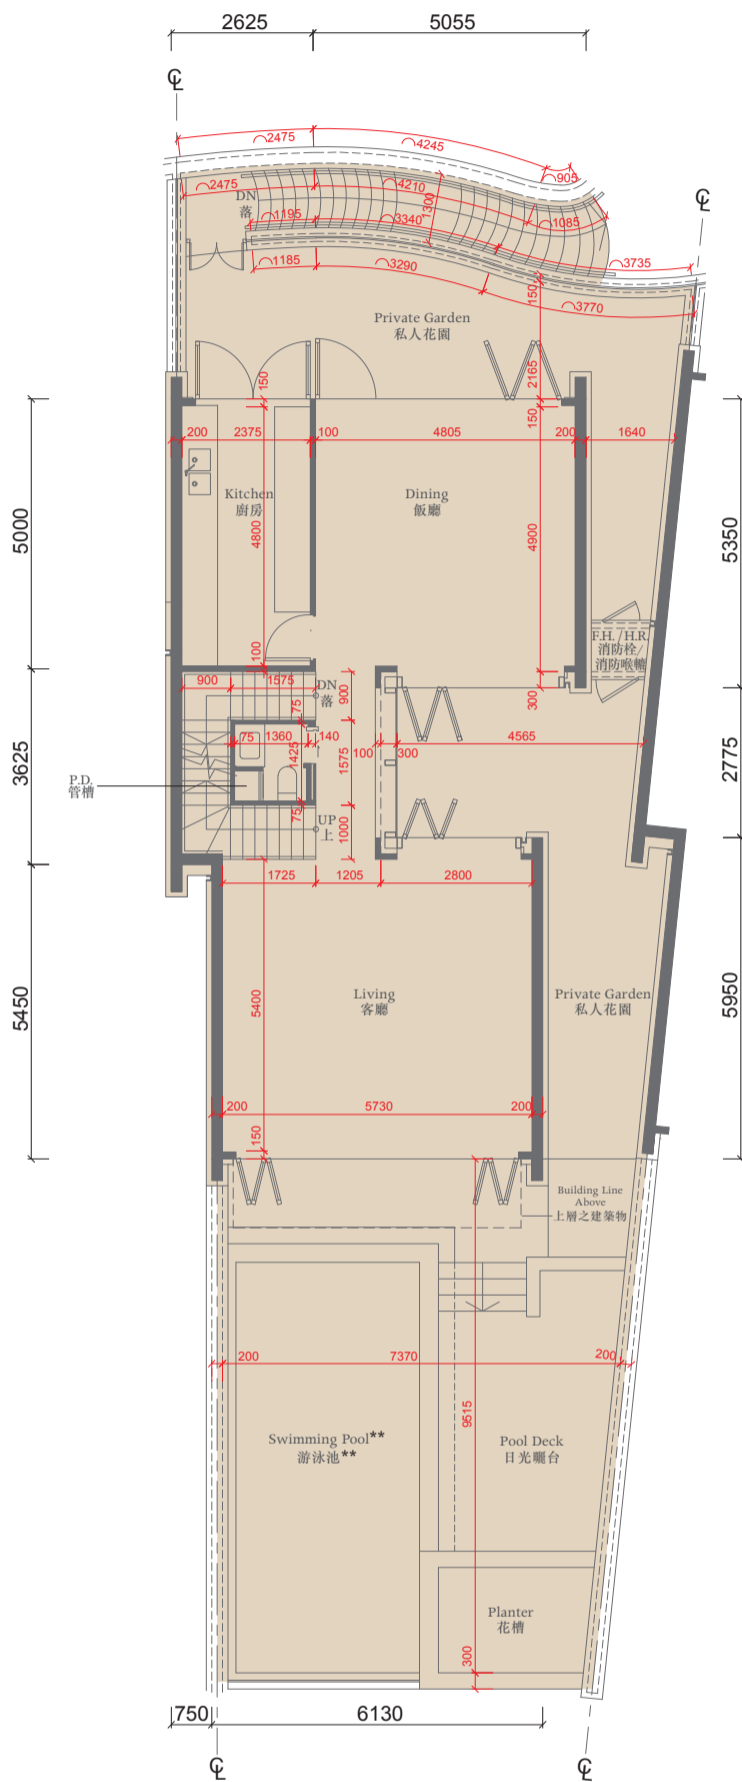 2625 5055
℄
⌒2475 ⌒4245
⌒905
⌒2475 ⌒4210
℄
DN
落
1300
⌒1195 ⌒3340 ⌒1085
⌒3735
⌒1185 ⌒3290
150
⌒3770
Private Garden
私人花園
2165
150
150
200 2375 100 4805 200 1640
Kitchen
廚房
Dining
飯廳
5000
4800
4900
5350
F.H. / H.R.
消防栓/
消防喉轆
100
900 1575
DN
落
900
300
75
75 1360 140
1425
1575
100 300
4565
3625
2775
P.D.
管槽
75
UP
上
1000
1725 1205 2800
Living
客廳
Private Garden
私人花園
5450
5400
5950
200 5730 200
150
Building Line
Above
上層之建築物
200 7370 200
9515
Swimming Pool**
游泳池**
Pool Deck
日光曬台
Planter
花槽
300
750 6130
℄ ℄